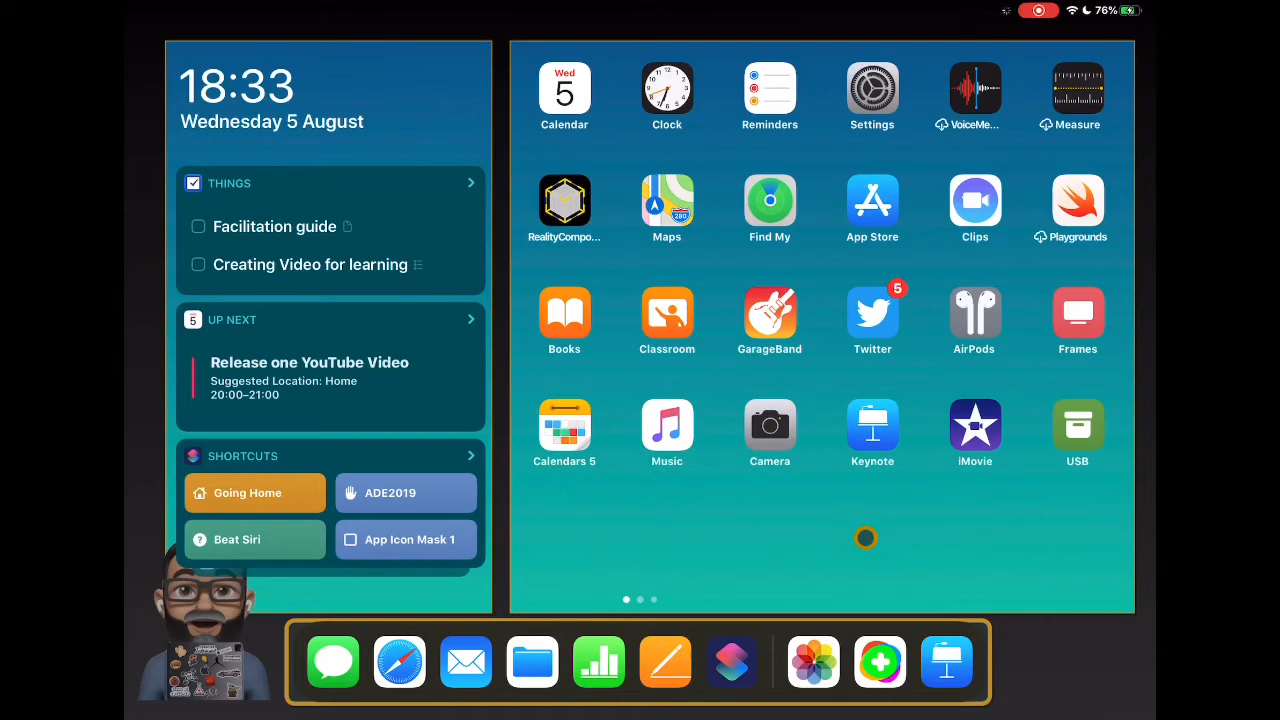 76%
18:33
Wednesday 5 August
THINGS
Facilitation guide
Creating Video for learning
5
UP NEXT
Release one YouTube Video
Suggested Location: Home
20:00–21:00
SHORTCUTS
Going Home
ADE2019
Beat Siri
App Icon Mask 1
Wed
5
Calendar
Clock
Reminders
Settings
VoiceMe...
Measure
RealityCompo...
280
Maps
Find My
App Store
Clips
Playgrounds
Books
Classroom
GarageBand
5
Twitter
AirPods
Frames
Calendars 5
Music
Camera
Keynote
iMovie
USB